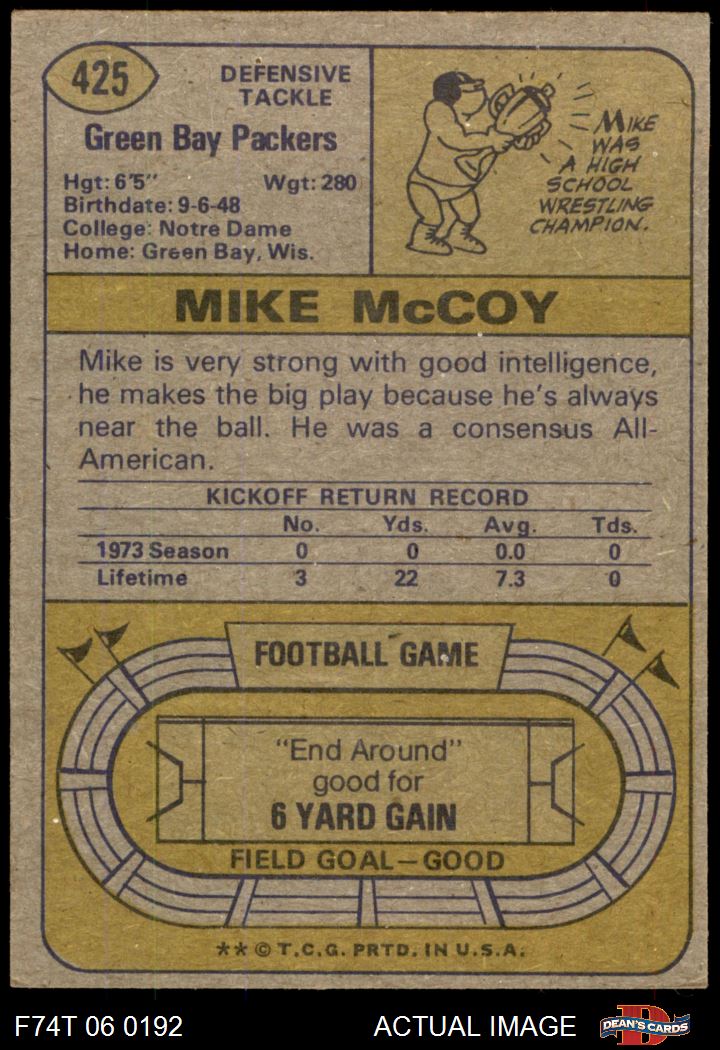 425
DEFENSIVE
TACKLE
Green Bay Packers
Hgt: 6'5" Wgt: 280
Birthdate: 9-6-48
College: Notre Dame
Home: Green Bay, Wis.
MIKE
WAS
A HIGH
SCHOOL
WRESTLING
CHAMPION.
MIKE McCOY
Mike is very strong with good intelligence,
he makes the big play because he's always
near the ball. He was a consensus All-
American.
KICKOFF RETURN RECORD
No. Yds. Avg. Tds.
1973 Season 0 0 0.0 0
Lifetime 3 22 7.3 0
FOOTBALL GAME
"End Around"
good for
6 YARD GAIN
FIELD GOAL—GOOD
** © T.C.G. PRTD. IN U.S.A.
F74T 06 0192 ACTUAL IMAGE
D
DEAN'S CARDS